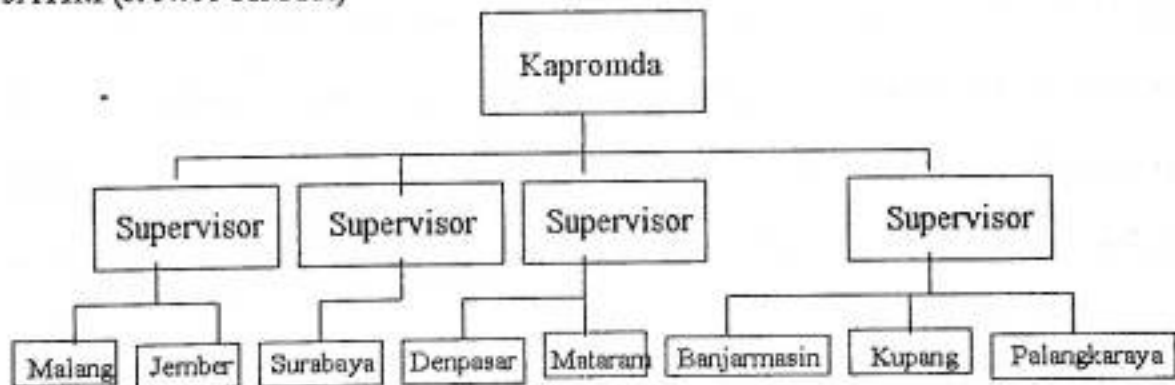 Kapromda
Supervisor Supervisor Supervisor Supervisor
Malang Jember Surabaya Denpasar Mataram Banjarmasin Kupang Palangkaraya